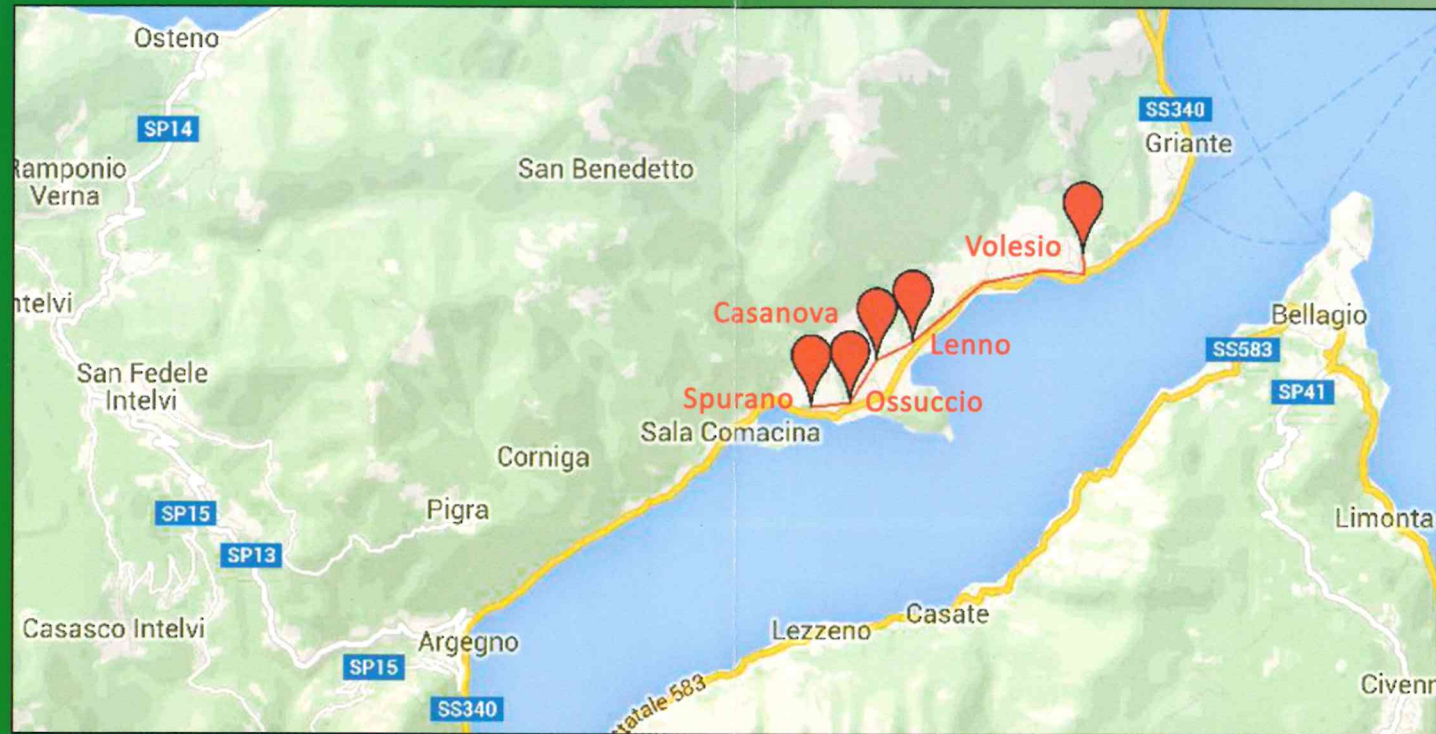 Osteno
SP14
SS340
Griante
Ramponio
Verna
San Benedetto
Volesio
ntelvi
Casanova
Bellagio
Lenno
SS583
San Fedele
Intelvi
SP41
Spurano
Ossuccio
Sala Comacina
Corniga
Pigra
SP15
Limonta
SP13
Casasco Intelvi
Argegno
Lezzeno
Casate
SP15
Civenn
tatale 583
SS340